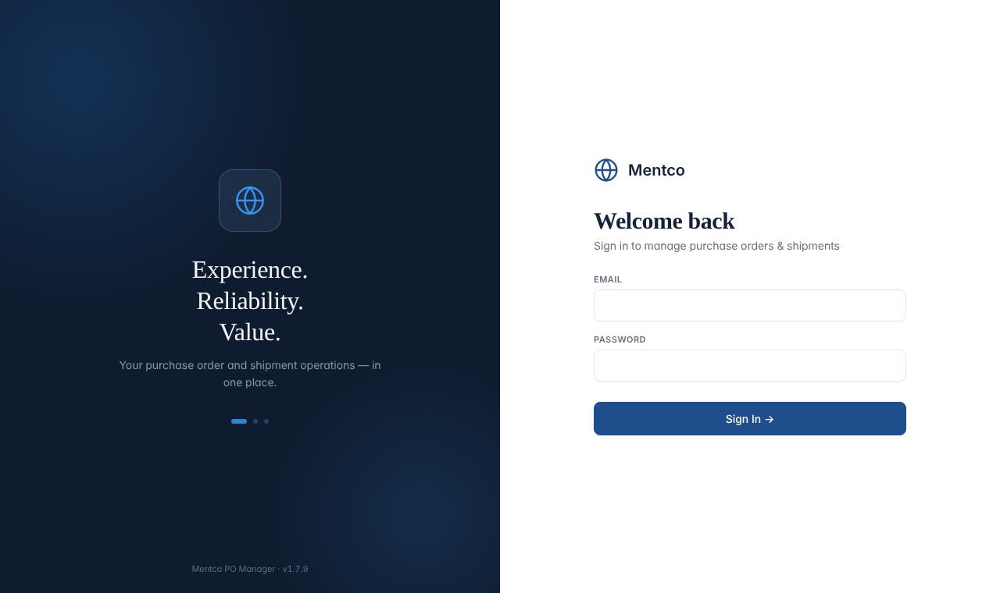 Experience.
Reliability.
Value.
Your purchase order and shipment operations — in
one place.
Mentco PO Manager · v1.7.9
Mentco
Welcome back
Sign in to manage purchase orders & shipments
EMAIL
PASSWORD
Sign In →